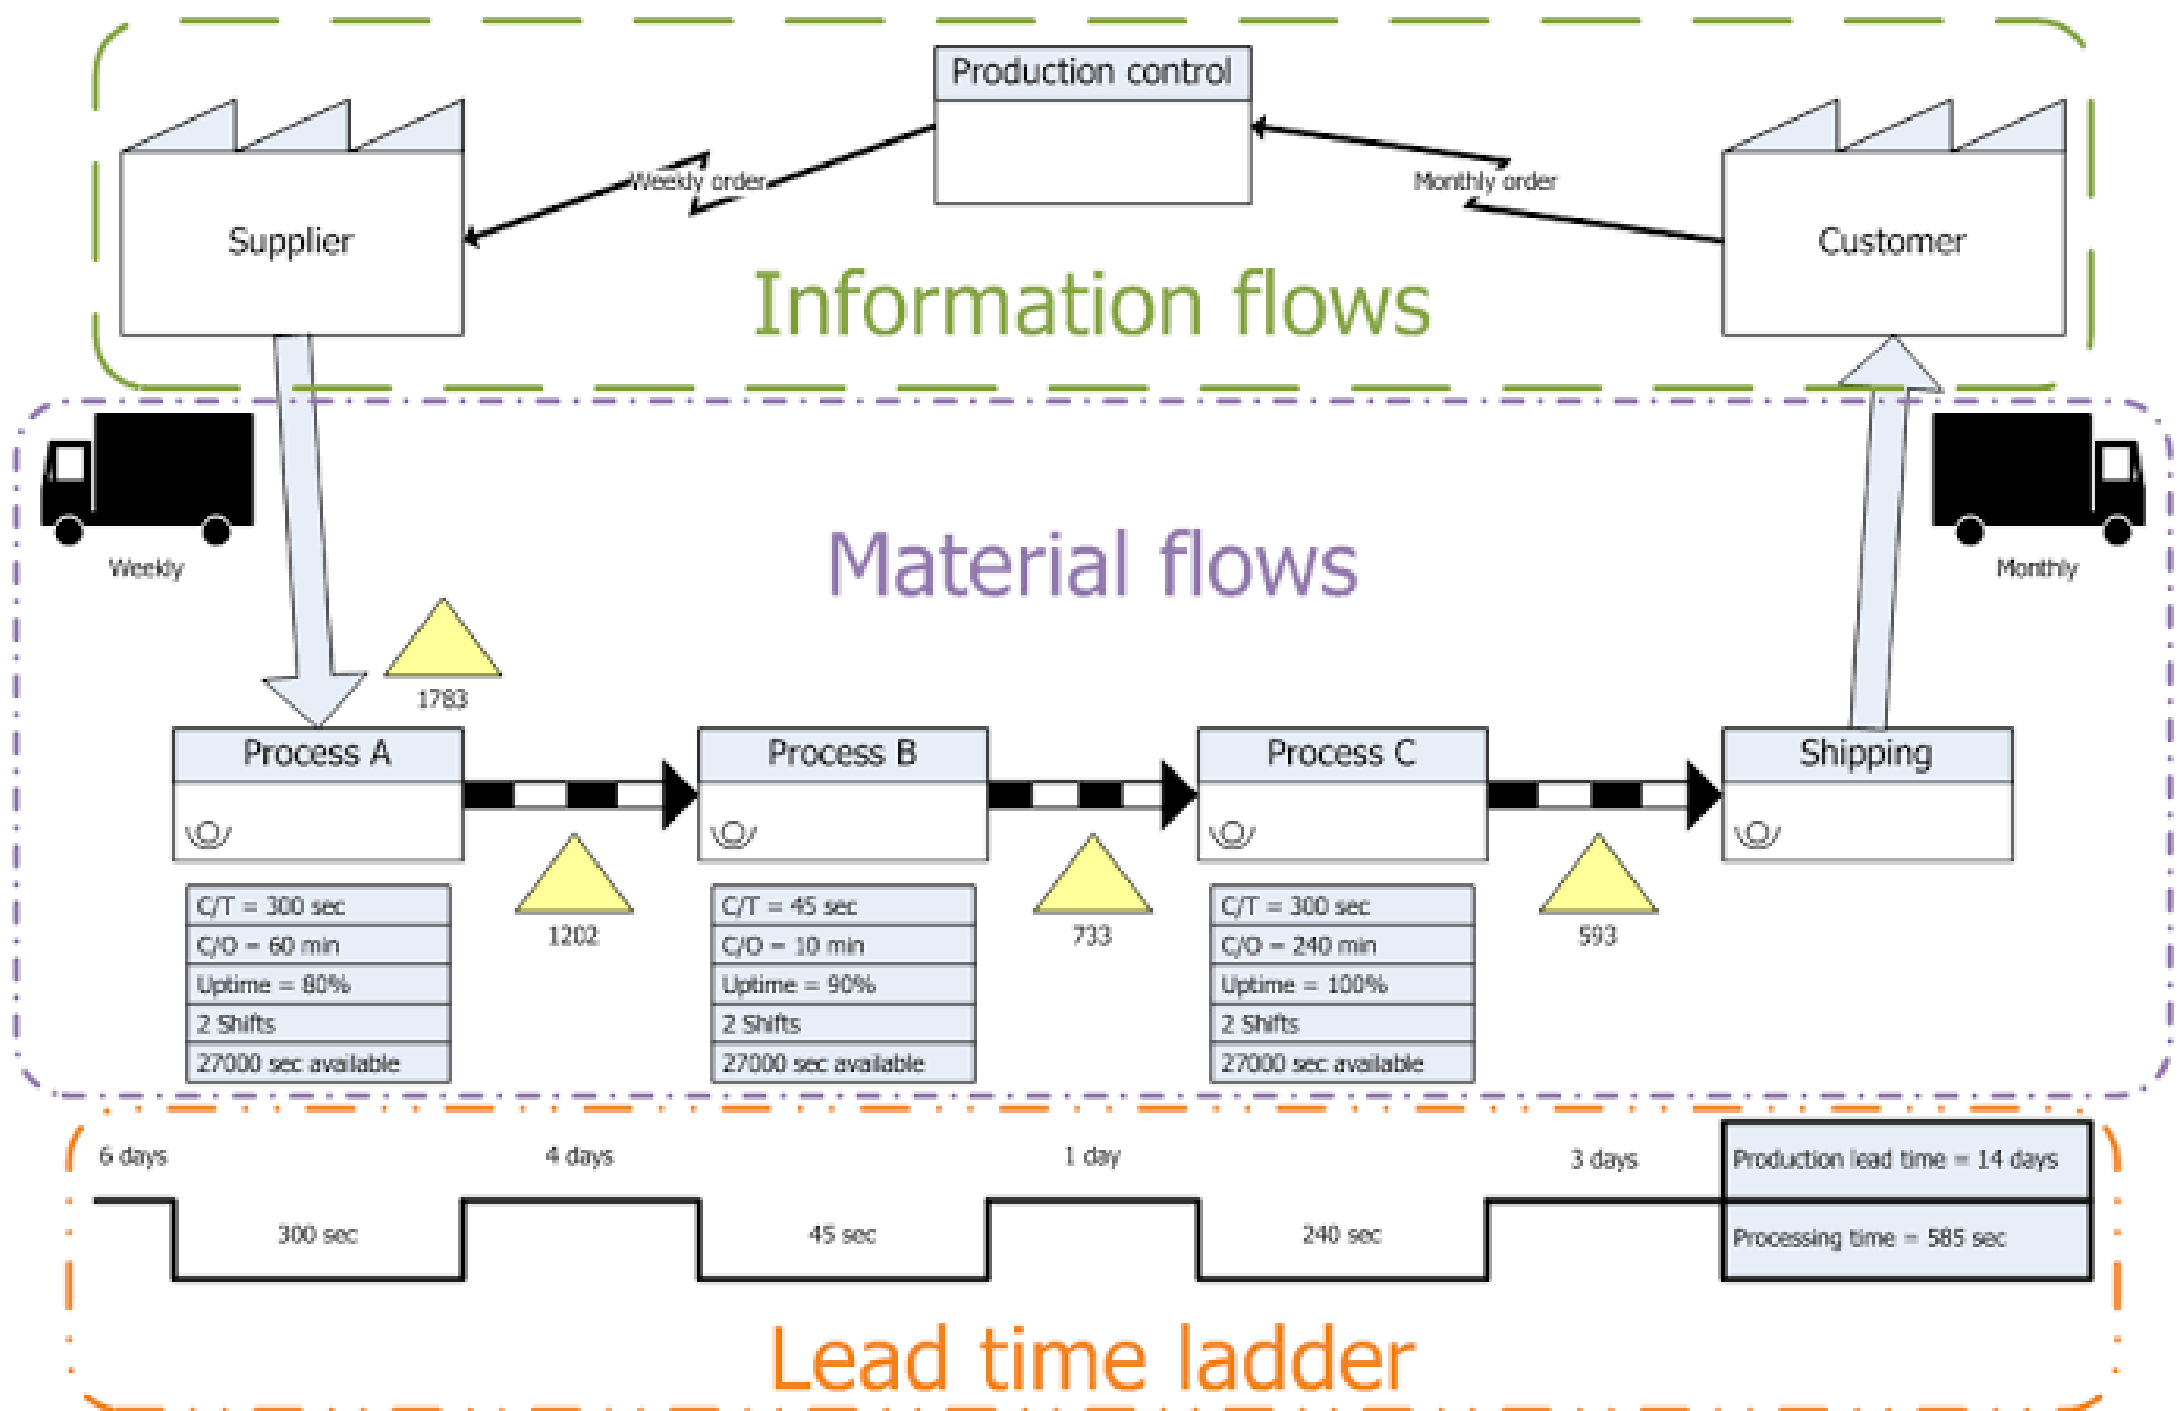 Production control
Weekly order
Monthly order
Supplier
Customer
Information flows
Weekly
Material flows
Monthly
1783
Process A
Process B
Process C
Shipping
1202
733
593
C/T = 300 sec
C/O = 60 min
Uptime = 80%
2 Shifts
27000 sec available
C/T = 45 sec
C/O = 10 min
Uptime = 90%
2 Shifts
27000 sec available
C/T = 300 sec
C/O = 240 min
Uptime = 100%
2 Shifts
27000 sec available
6 days
4 days
1 day
3 days
Production lead time = 14 days
300 sec
45 sec
240 sec
Processing time = 585 sec
Lead time ladder